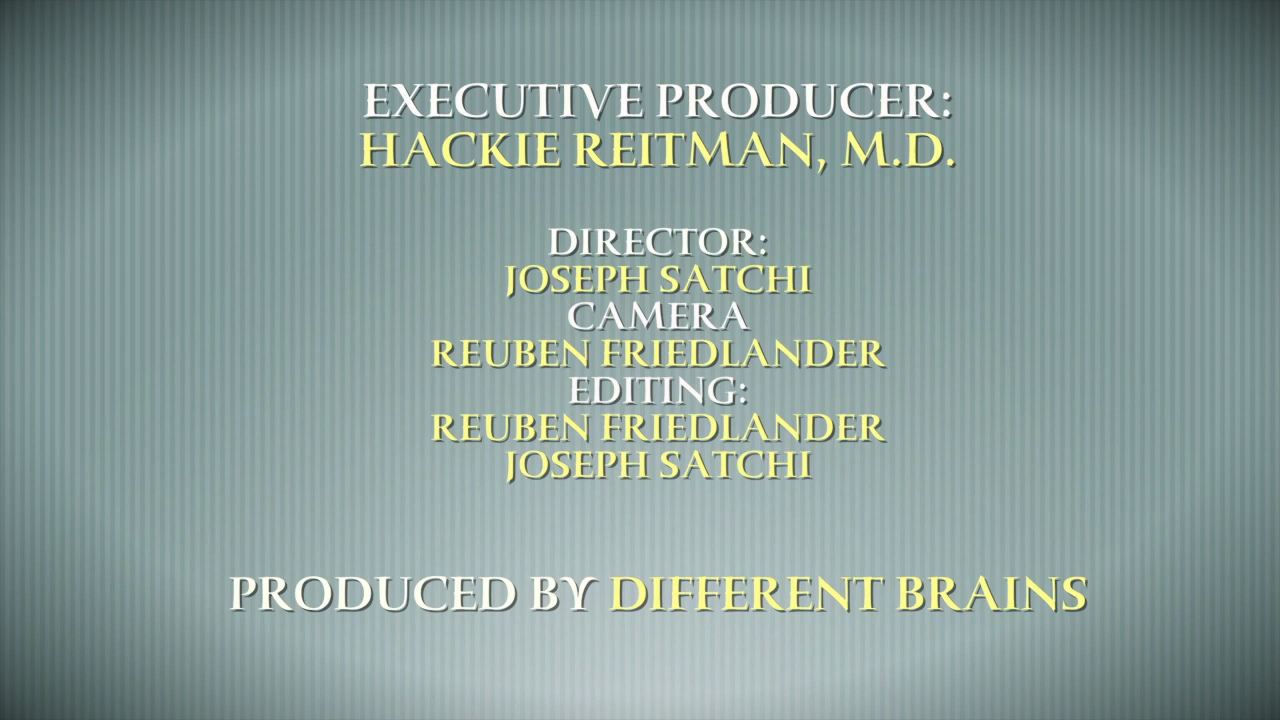 EXECUTIVE PRODUCER:
HACKIE REITMAN, M.D.
DIRECTOR:
JOSEPH SATCHI
CAMERA
REUBEN FRIEDLANDER
EDITING:
REUBEN FRIEDLANDER
JOSEPH SATCHI
PRODUCED BY DIFFERENT BRAINS